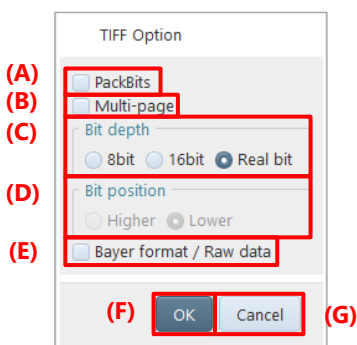 TIFF Option
(A) PackBits
(B) Multi-page
(C) Bit depth
8bit 16bit Real bit
(D) Bit position
Higher Lower
(E) Bayer format / Raw data
(F) OK Cancel (G)